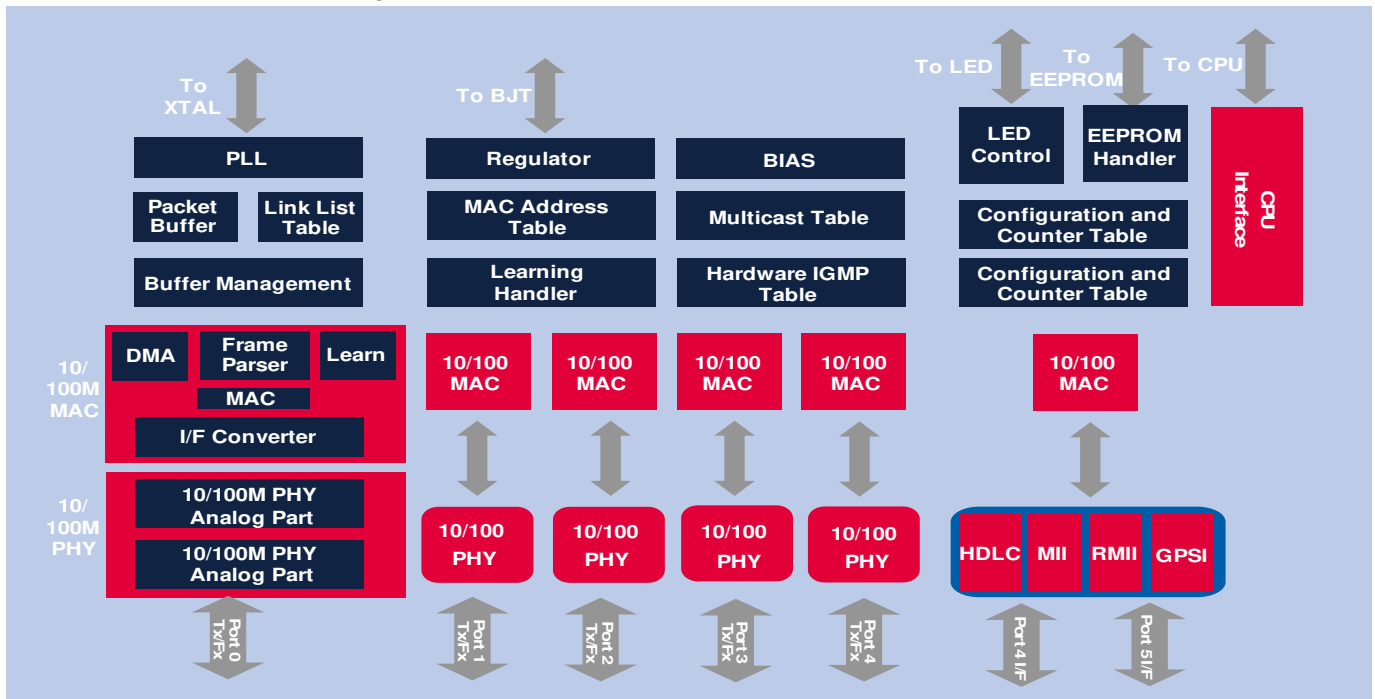 To
XTAL
To BJT
To LED
To
EEPROM
To CPU
PLL
Regulator
BIAS
LED
Control
EEPROM
Handler
CPU
Interface
Packet
Buffer
Link List
Table
MAC Address
Table
Multicast Table
Configuration and
Counter Table
Buffer Management
Learning
Handler
Hardware IGMP
Table
Configuration and
Counter Table
10/
100M
MAC
DMA
Frame
Parser
Learn
MAC
I/F Converter
10/100
MAC
10/100
MAC
10/100
MAC
10/100
MAC
10/100
MAC
10/
100M
PHY
10/100M PHY
Analog Part
10/100M PHY
Analog Part
10/100
PHY
10/100
PHY
10/100
PHY
10/100
PHY
HDLC
MII
RMII
GPSI
Port 0
Tx/Fx
Port 1
Tx/Fx
Port 2
Tx/Fx
Port 3
Tx/Fx
Port 4
Tx/Fx
Port 4 I/F
Port 5 I/F